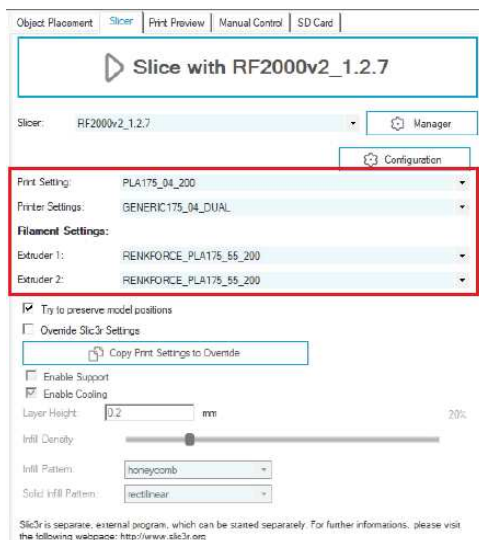 Object Placement Slicer Print Preview Manual Control SD Card
Slice with RF2000v2_1.2.7
Slicer: RF2000v2_1.2.7 Manager
Configuration
Print Setting: PLA175_04_200
Printer Settings: GENERIC175_04_DUAL
Filament Settings:
Extruder 1: RENKFORCE_PLA175_55_200
Extruder 2: RENKFORCE_PLA175_55_200
Try to preserve model positions
Override Slic3r Settings
Copy Print Settings to Override
Enable Support
Enable Cooling
Layer Height: 0.2 mm 20%
Infill Density
Infill Pattern: honeycomb
Solid Infill Pattern: rectilinear
Slic3r is separate, external program, which can be started separately. For further informations, please visit
the following webpage: http://www.slic3r.org